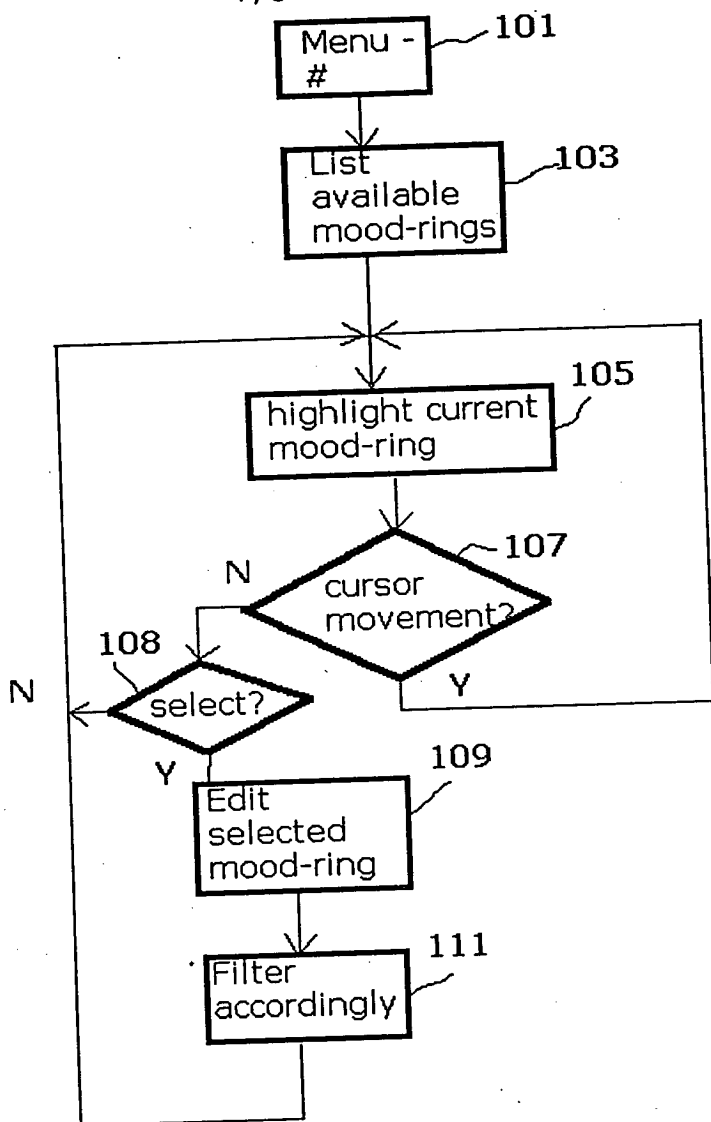 Menu - #
101
List
available
mood-rings
103
highlight current
mood-ring
105
cursor
movement?
107
N
Y
108
select?
N
Y
Edit
selected
mood-ring
109
Filter
accordingly
111